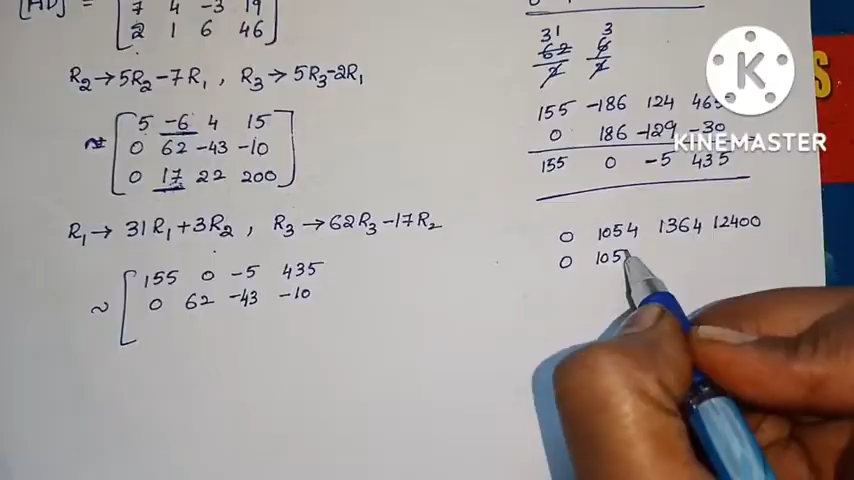 [AB] =
7 4 -3 19
2 1 6 46
R2→5R2-7R1, R3→5R3-2R1
≈ 5 -6 4 15
0 62 -43 -10
0 17 22 200
R1→ 31R1+3R2, R3→62R3-17R2
~ 155 0 -5 435
0 62 -43 -10
31 3
62 6
2 2
155 -186 124 465
0 186 -129 -30
155 0 -5 435
0 1054 1364 12400
0 105
K
KINEMASTER
S